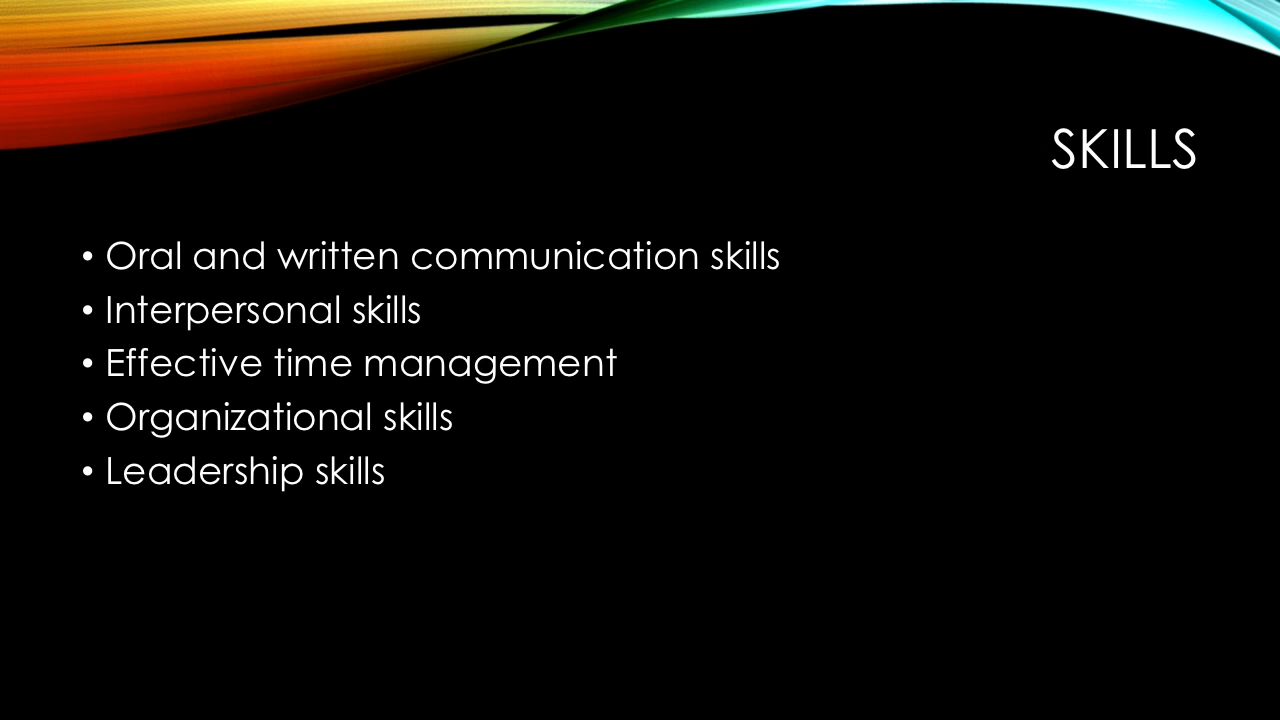 SKILLS
• Oral and written communication skills
• Interpersonal skills
• Effective time management
• Organizational skills
• Leadership skills